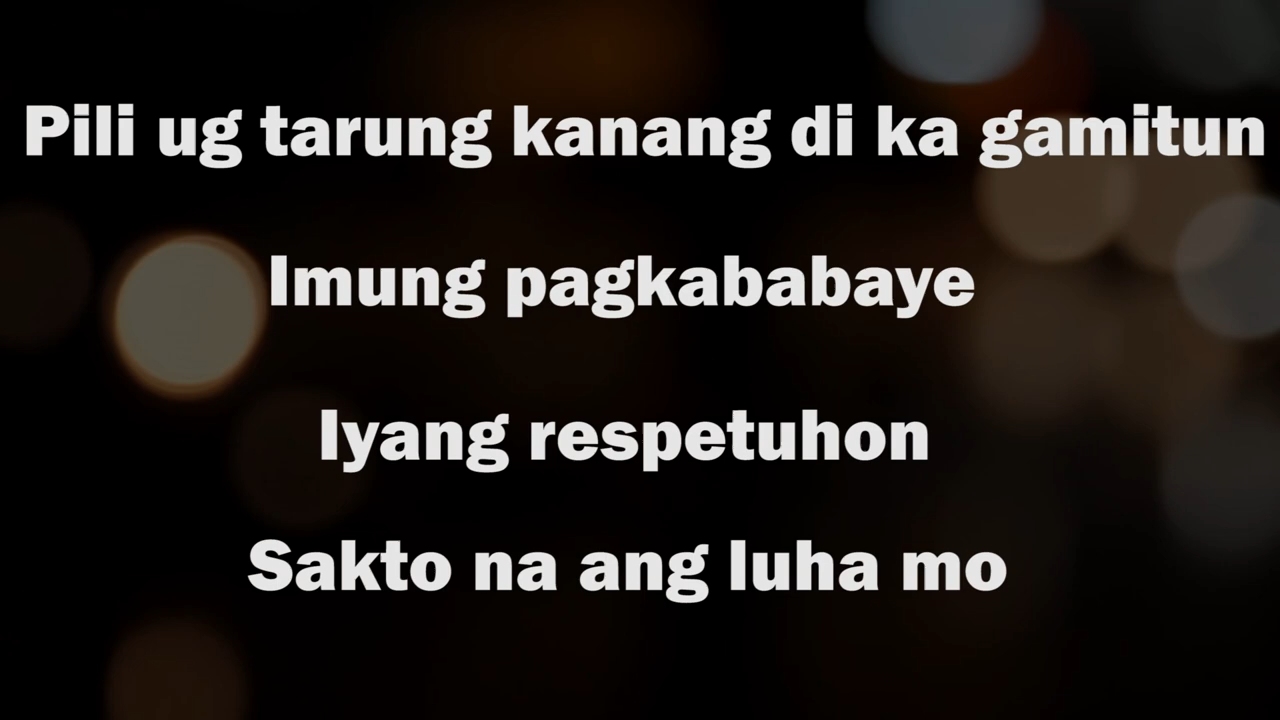 Pili ug tarung kanang di ka gamitun
Imung pagkababaye
Iyang respetuhon
Sakto na ang luha mo